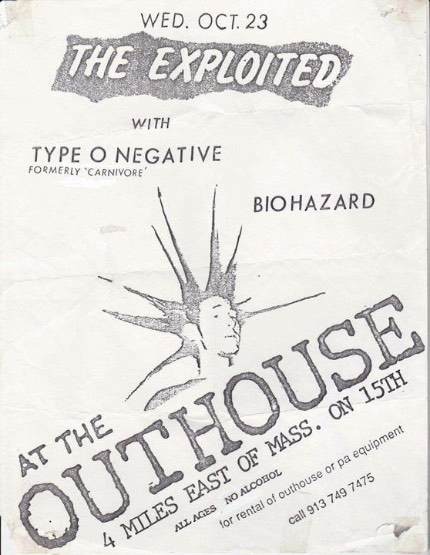 WED. OCT. 23
THE EXPLOITED
WITH
TYPE O NEGATIVE
FORMERLY 'CARNIVORE'
BIOHAZARD
AT THE
OUTHOUSE
4 MILES EAST OF MASS. ON 15TH
ALL AGES NO ALCOHOL
for rental of outhouse or pa equipment
call 913 749 7475